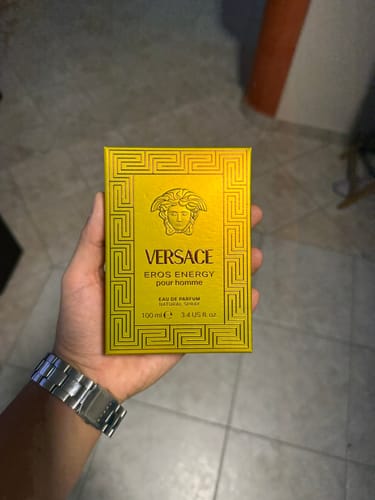 VERSACE
EROS ENERGY
pour homme
EAU DE PARFUM
NATURAL SPRAY
100 ml ℮ 3.4 US fl. oz